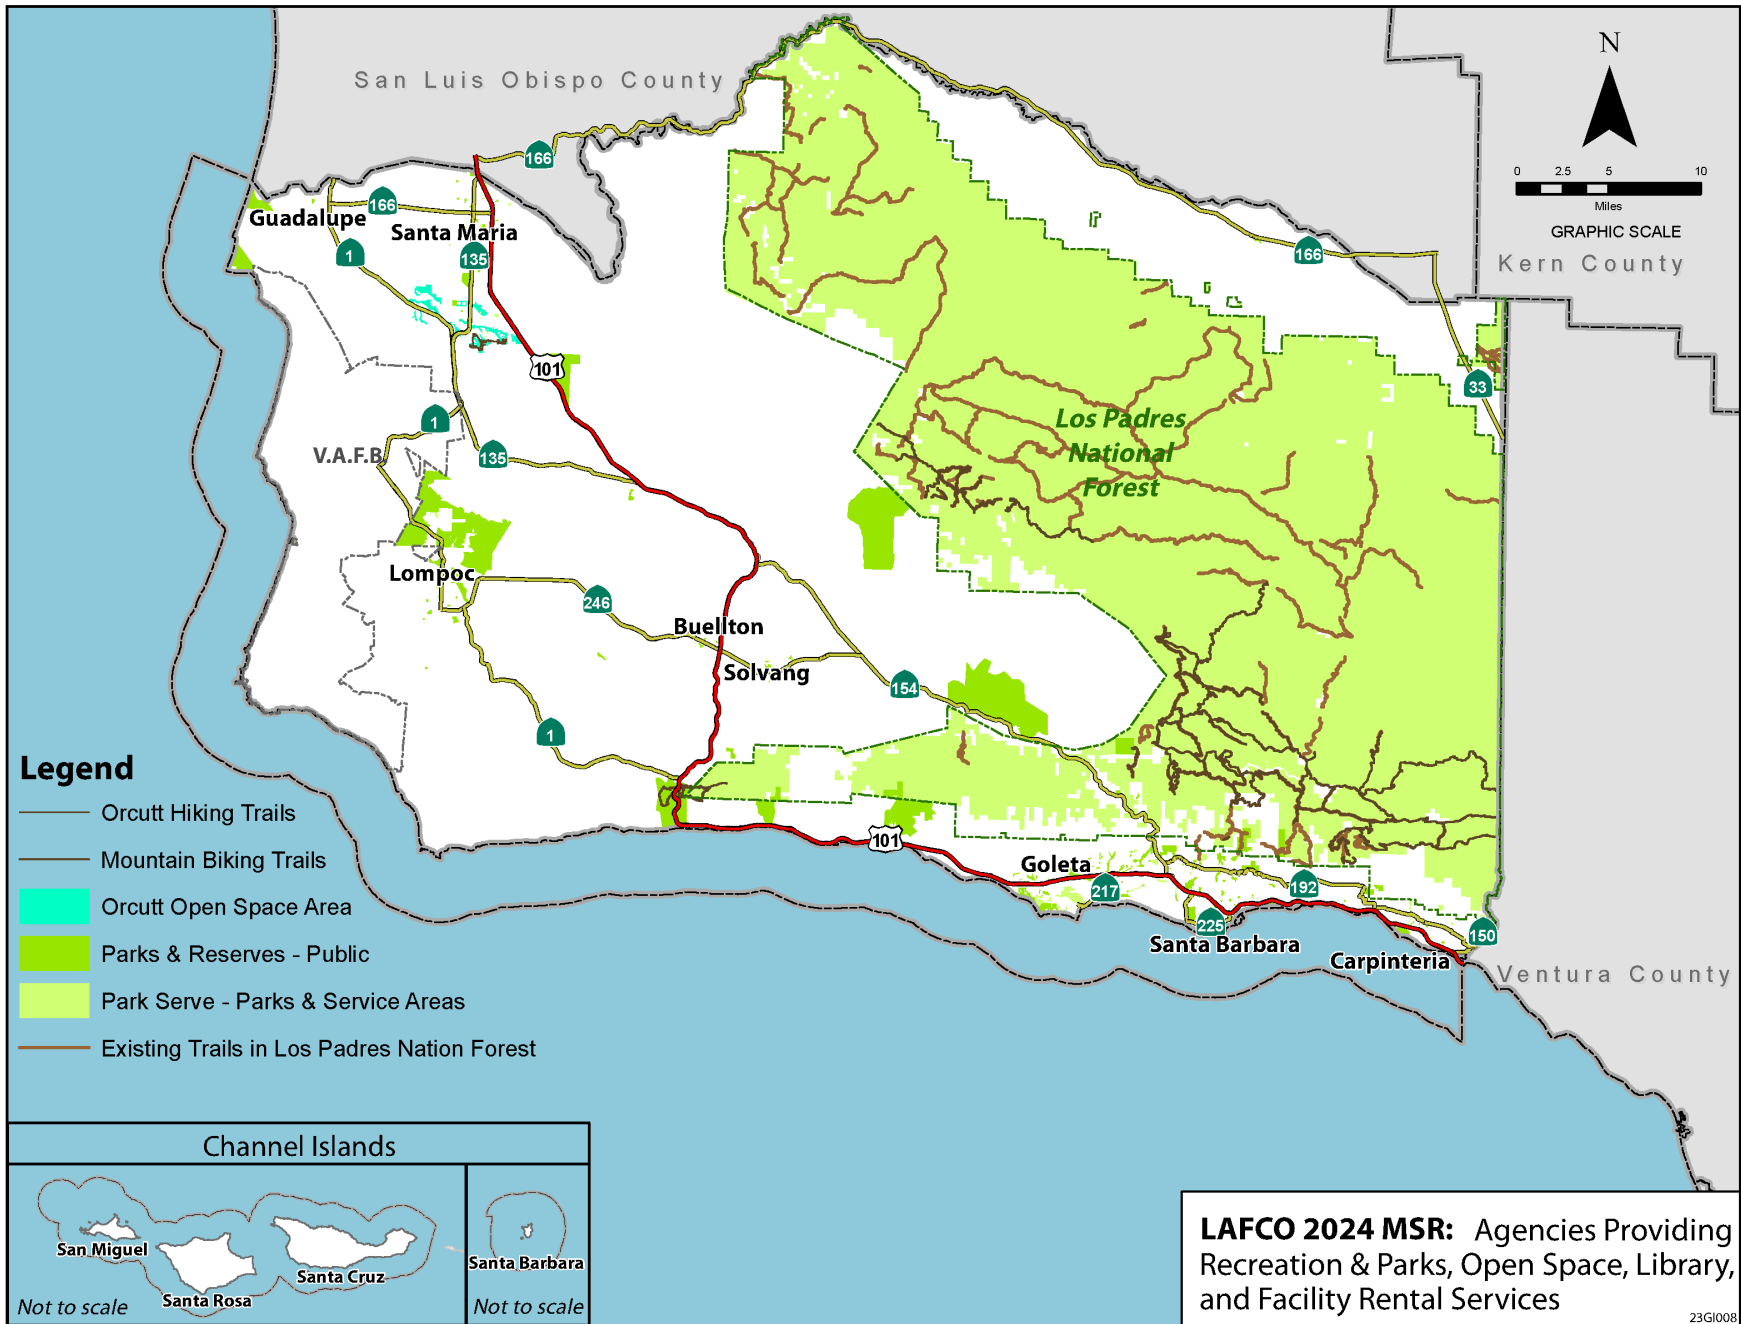 San Luis Obispo County
N
0 2.5 5 10
Miles
GRAPHIC SCALE
Kern County
166
166
Guadalupe
Santa Maria
1
135
166
101
33
1
Los Padres
National
Forest
V.A.F.B.
135
Lompoc
246
Buellton
Solvang
154
1
Legend
Orcutt Hiking Trails
Mountain Biking Trails
Orcutt Open Space Area
Parks & Reserves - Public
Park Serve - Parks & Service Areas
Existing Trails in Los Padres Nation Forest
101
Goleta
217
192
225
Santa Barbara
150
Carpinteria
Ventura County
Channel Islands
San Miguel
Santa Rosa
Santa Cruz
Santa Barbara
Not to scale
Not to scale
LAFCO 2024 MSR: Agencies Providing
Recreation & Parks, Open Space, Library,
and Facility Rental Services
23GI008